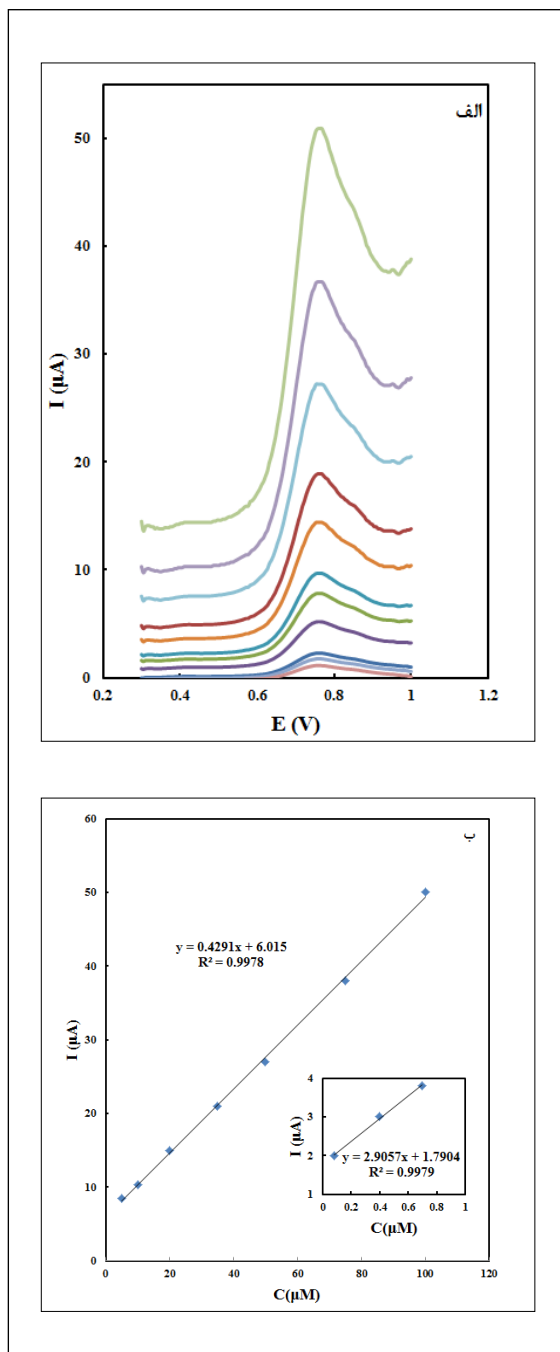 الف
50
40
30
20
10
0
I (µA)
0.2 0.4 0.6 0.8 1 1.2
E (V)
ب
60
50
40
30
20
10
0
I (µA)
y = 0.4291x + 6.015
R² = 0.9978
4
3
2
1
I (µA)
y = 2.9057x + 1.7904
R² = 0.9979
0 0.2 0.4 0.6 0.8 1
C(µM)
0 20 40 60 80 100 120
C(µM)